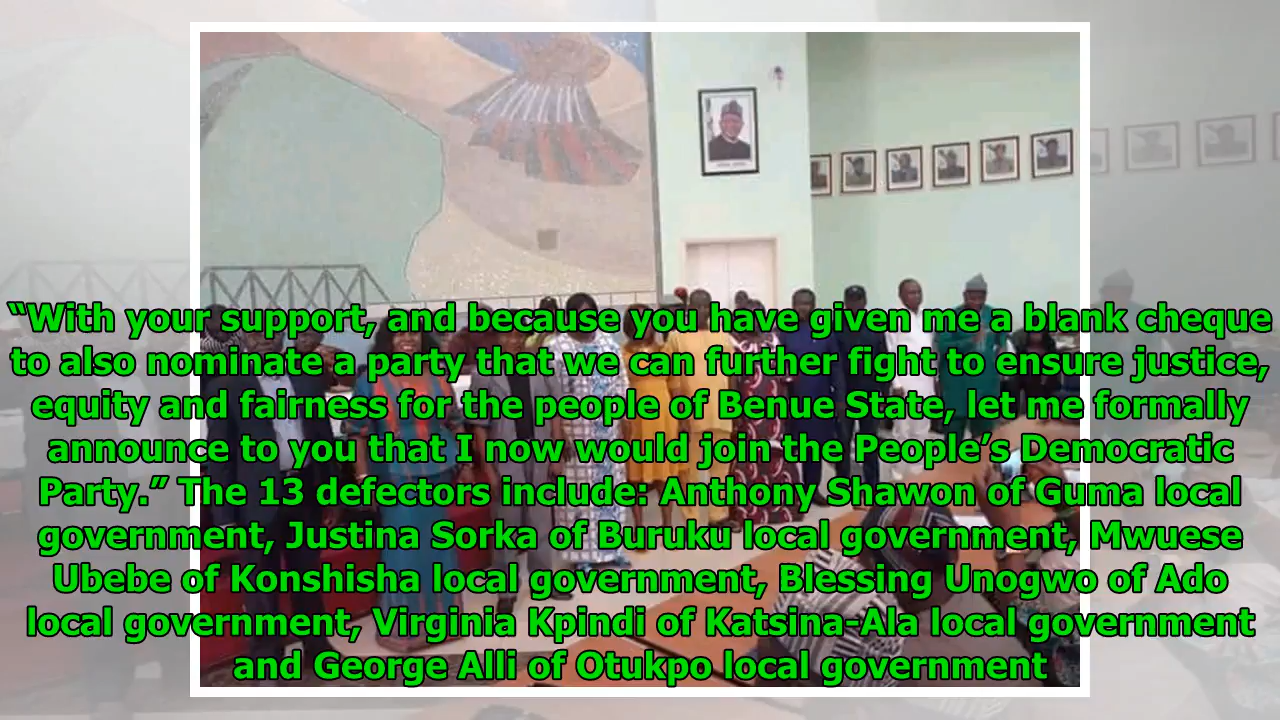 “With your support, and because you have given me a blank cheque
to also nominate a party that we can further fight to ensure justice,
equity and fairness for the people of Benue State, let me formally
announce to you that I now would join the People’s Democratic
Party.” The 13 defectors include: Anthony Shawon of Guma local
government, Justina Sorka of Buruku local government, Mwuese
Ubebe of Konshisha local government, Blessing Unogwo of Ado
local government, Virginia Kpindi of Katsina-Ala local government
and George Alli of Otukpo local government